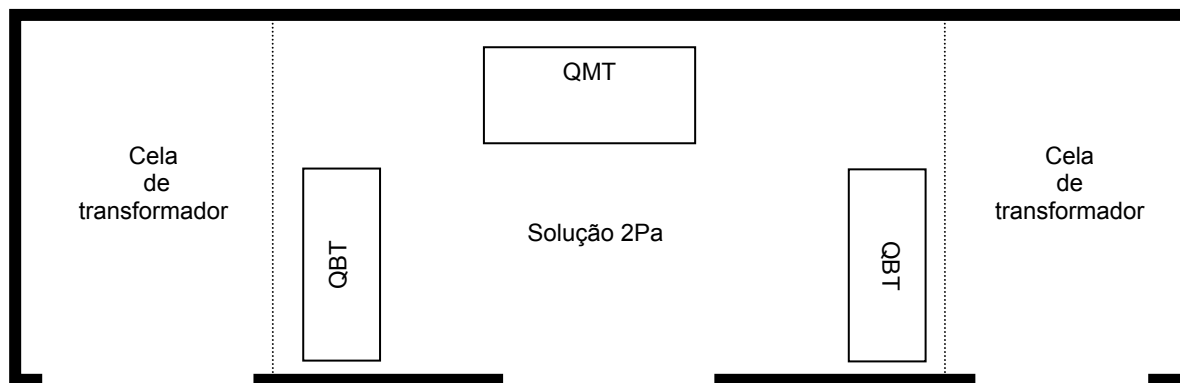 QMT
Cela
de
transformador
Cela
de
transformador
Solução 2Pa
QBT
QBT